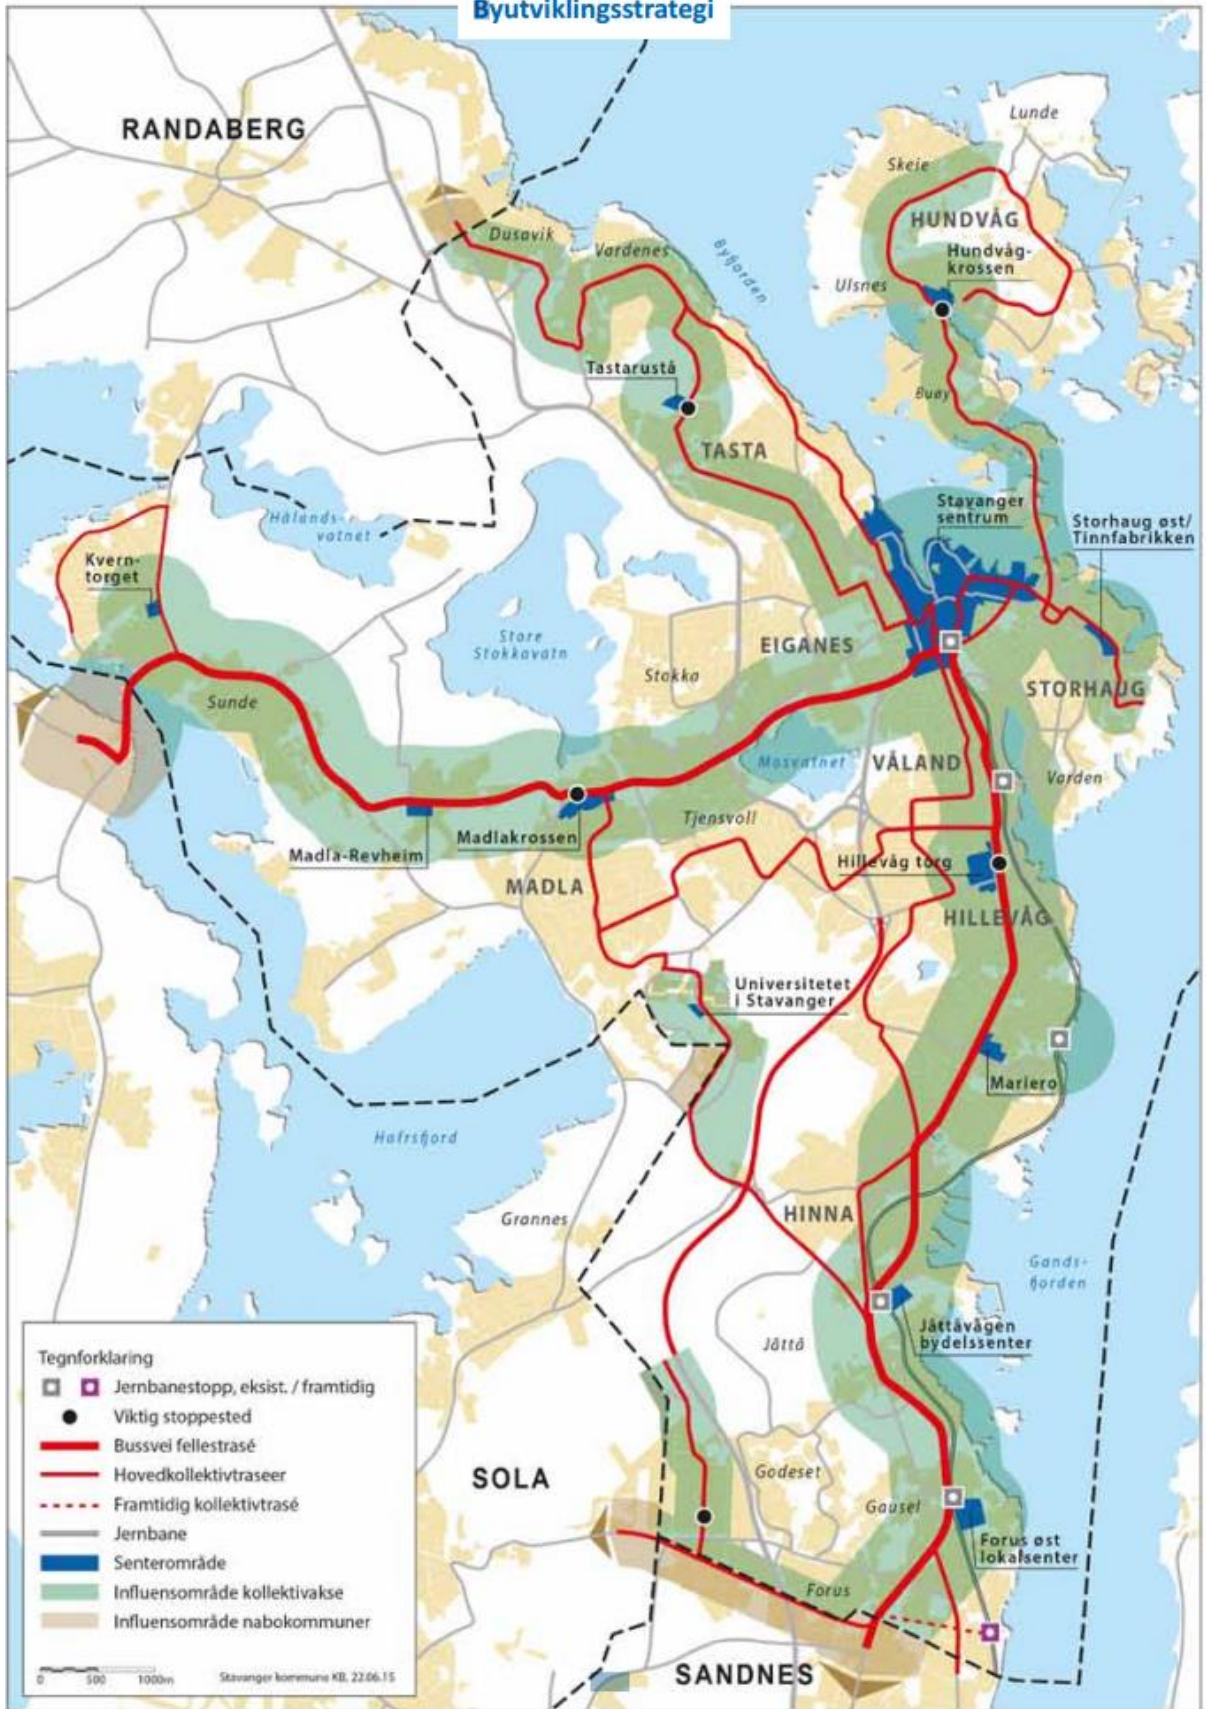 Byutviklingsstrategi
RANDABERG
Lunde
Skeie
HUNDVÅG
Hundvåg-
krossen
Ulsnes
Buøy
Dusavik
Vardenes
Byfjorden
Tastarustå
TASTA
Hålands-
vatnet
Kvern-
torget
Stavanger
sentrum
Storhaug øst/
Tinnfabrikken
Store
Stokkavatn
EIGANES
Stokka
STORHAUG
Sunde
Mosvatnet
VÅLAND
Varden
Tjensvoll
Madlakrossen
Madla-Revheim
Hillevåg torg
MADLA
HILLEVÅG
Universitetet
i Stavanger
Mariero
Hafrsfjord
Grannes
HINNA
Gands-
fjorden
Jåttåvågen
bydelssenter
Jåttå
SOLA
Godeset
Gausel
Forus øst
lokalsenter
Forus
SANDNES
Tegnforklaring
Jernbanestopp, eksist. / framtidig
Viktig stoppested
Bussvei fellestrasé
Hovedkollektivtraseer
Framtidig kollektivtrasé
Jernbane
Senterområde
Influensområde kollektivakse
Influensområde nabokommuner
0 500 1000m
Stavanger kommune KB, 22.06.15